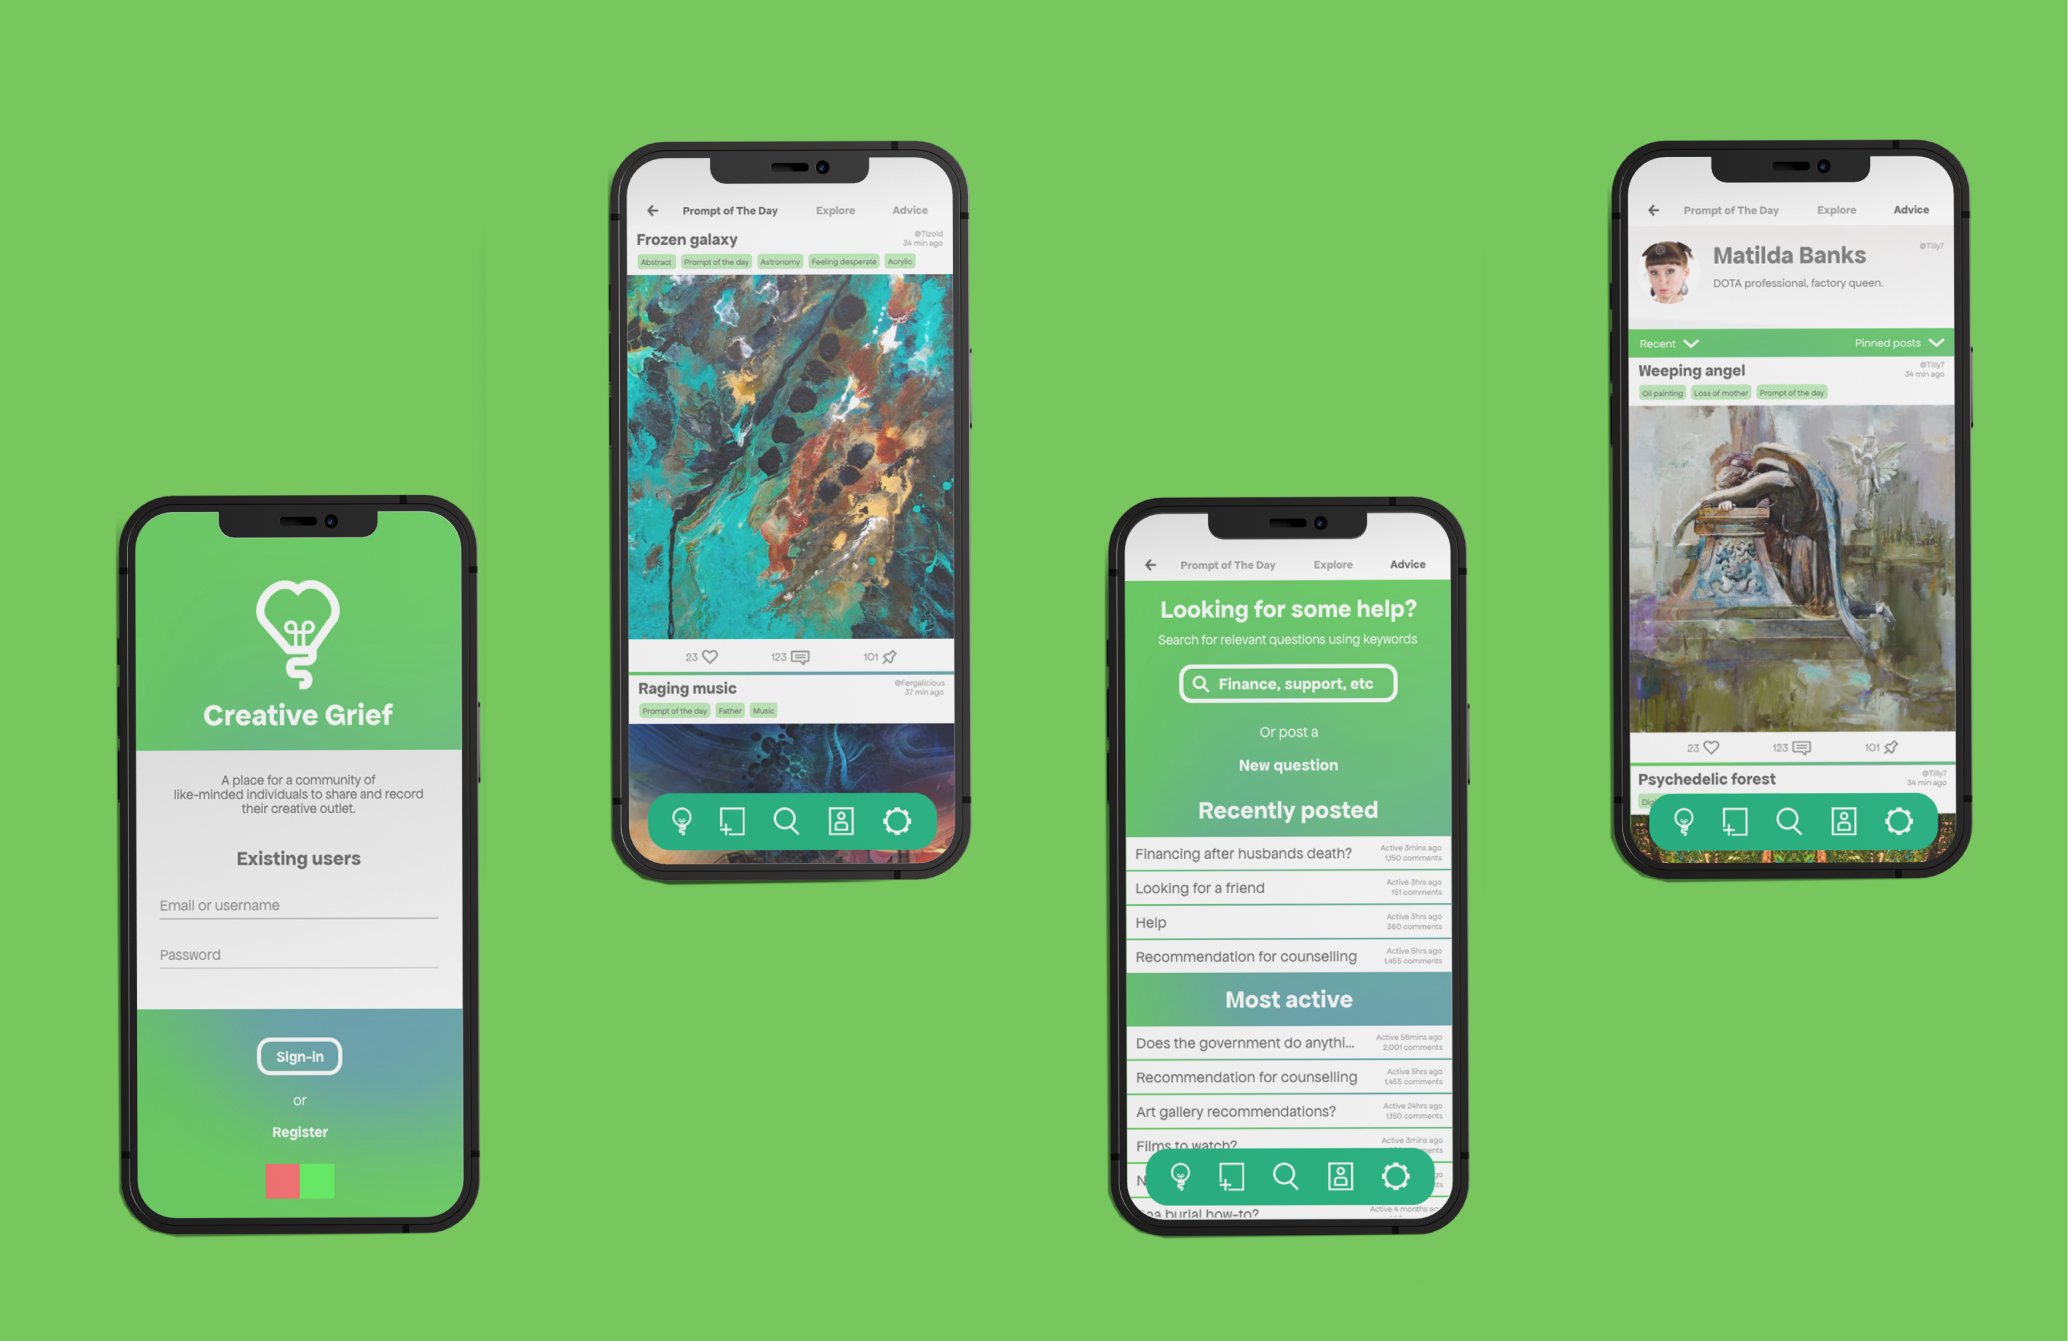 Creative Grief
A place for a community of
like-minded individuals to share and record
their creative outlet.
Existing users
Email or username
Password
Sign-in
or
Register
Prompt of The Day Explore Advice
Frozen galaxy
@Tizoid
34 min ago
Abstract Prompt of the day Astronomy Feeling desperate Acrylic
23 123 101
Raging music
@Fergalicious
37 min ago
Prompt of the day Father Music
Prompt of The Day Explore Advice
Looking for some help?
Search for relevant questions using keywords
Finance, support, etc
Or post a
New question
Recently posted
Financing after husbands death?
Active 3mins ago
1,150 comments
Looking for a friend
Active 3hrs ago
151 comments
Help
Active 3hrs ago
360 comments
Recommendation for counselling
Active 5hrs ago
1,455 comments
Most active
Does the government do anythi...
Active 56mins ago
2,001 comments
Recommendation for counselling
Active 5hrs ago
1,455 comments
Art gallery recommendations?
Active 24hrs ago
1,150 comments
Films to watch?
Active 3mins ago
burial how-to?
Active 4 months
Prompt of The Day Explore Advice
Matilda Banks
@Tilly7
DOTA professional, factory queen.
Recent Pinned posts
Weeping angel
@Tilly7
34 min ago
Oil painting Loss of mother Prompt of the day
23 123 101
Psychedelic forest
@Tilly7
34 min ago